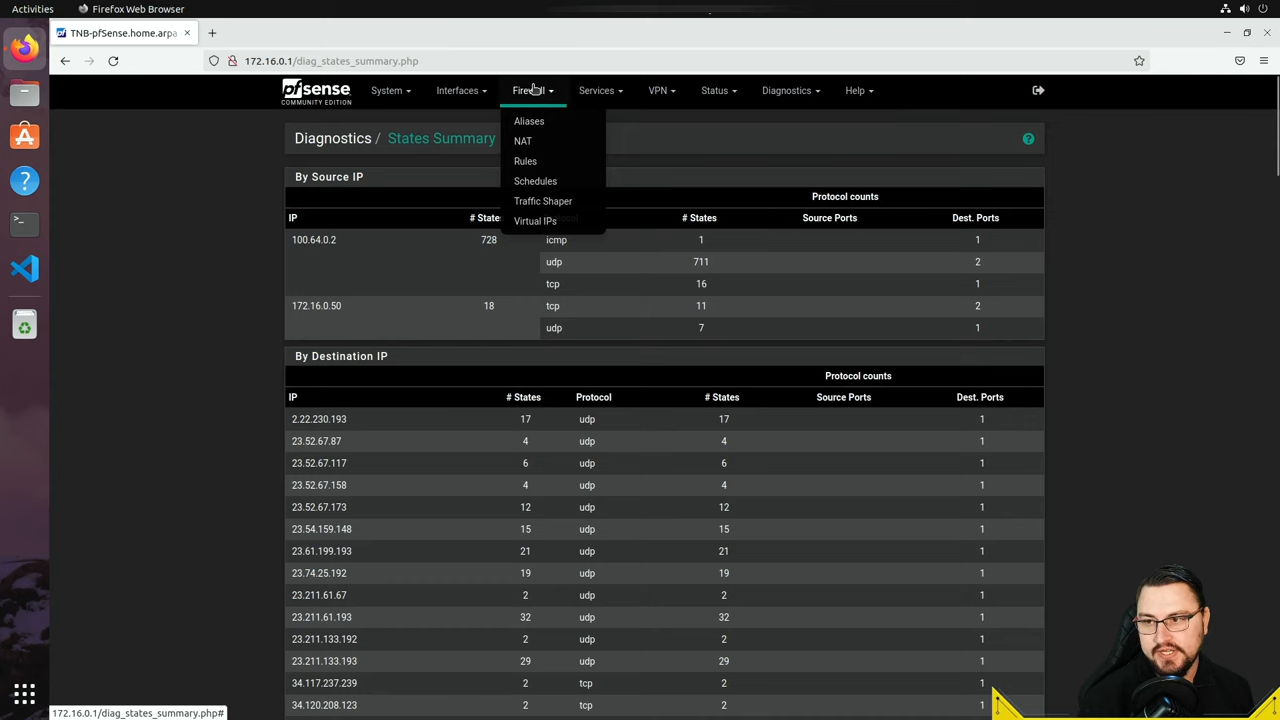 Activities Firefox Web Browser
TNB-pfSense.home.arpa
172.16.0.1/diag_states_summary.php
pfsense COMMUNITY EDITION System Interfaces Firewall Services VPN Status Diagnostics Help
Aliases
NAT
Rules
Schedules
Traffic Shaper
Virtual IPs
Diagnostics / States Summary
By Source IP
Protocol counts
IP # States # States Source Ports Dest. Ports
100.64.0.2 728 icmp 1 1
udp 711 2
tcp 16 1
172.16.0.50 18 tcp 11 2
udp 7 1
By Destination IP
Protocol counts
IP # States Protocol # States Source Ports Dest. Ports
2.22.230.193 17 udp 17 1
23.52.67.87 4 udp 4 1
23.52.67.117 6 udp 6 1
23.52.67.158 4 udp 4 1
23.52.67.173 12 udp 12 1
23.54.159.148 15 udp 15 1
23.61.199.193 21 udp 21 1
23.74.25.192 19 udp 19 1
23.211.61.67 2 udp 2 1
23.211.61.193 32 udp 32 1
23.211.133.192 2 udp 2 1
23.211.133.193 29 udp 29 1
34.117.237.239 2 tcp 2 1
34.120.208.123 2 tcp 2 1
172.16.0.1/diag_states_summary.php#